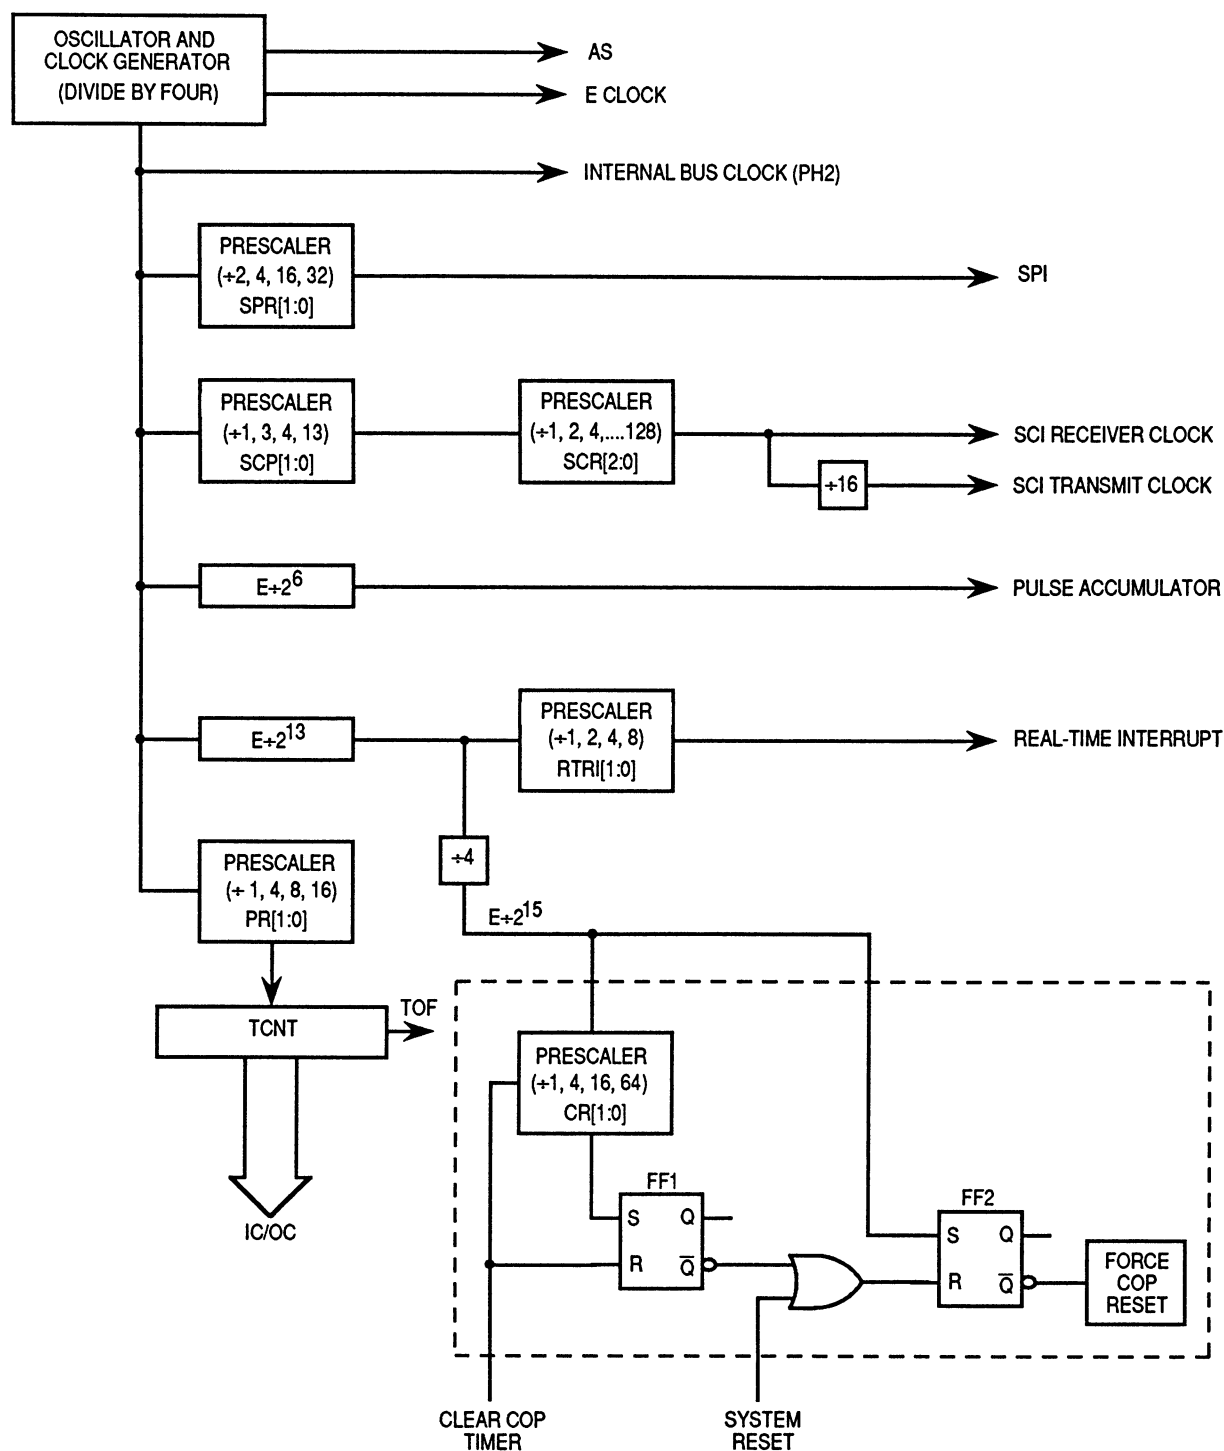 OSCILLATOR AND
CLOCK GENERATOR
(DIVIDE BY FOUR)
AS
E CLOCK
INTERNAL BUS CLOCK (PH2)
PRESCALER
(÷2, 4, 16, 32)
SPR[1:0]
SPI
PRESCALER
(÷1, 3, 4, 13)
SCP[1:0]
PRESCALER
(÷1, 2, 4,....128)
SCR[2:0]
SCI RECEIVER CLOCK
÷16
SCI TRANSMIT CLOCK
E÷2⁶
PULSE ACCUMULATOR
E÷2¹³
PRESCALER
(÷1, 2, 4, 8)
RTRI[1:0]
REAL-TIME INTERRUPT
÷4
PRESCALER
(÷ 1, 4, 8, 16)
PR[1:0]
E÷2¹⁵
TCNT
TOF
IC/OC
PRESCALER
(÷1, 4, 16, 64)
CR[1:0]
FF1
S Q
R Q̅
FF2
S Q
R Q̅
FORCE
COP
RESET
CLEAR COP
TIMER
SYSTEM
RESET